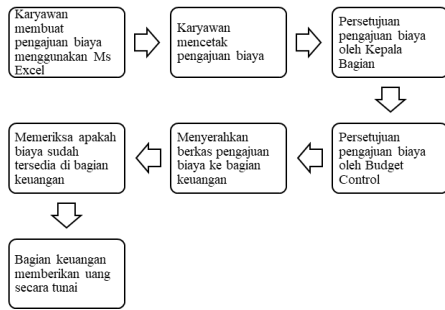 Karyawan
membuat
pengajuan biaya
menggunakan Ms
Excel
Karyawan
mencetak
pengajuan biaya
Persetujuan
pengajuan biaya
oleh Kepala
Bagian
Persetujuan
pengajuan biaya
oleh Budget
Control
Menyerahkan
berkas pengajuan
biaya ke bagian
keuangan
Memeriksa apakah
biaya sudah
tersedia di bagian
keuangan
Bagian keuangan
memberikan uang
secara tunai